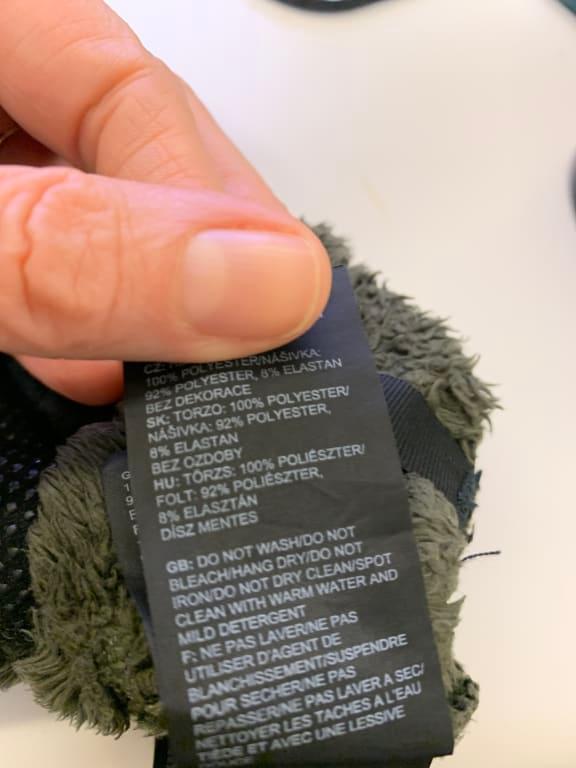 100% POLYESTER/NÁŠIVKA:
92% POLYESTER, 8% ELASTAN
BEZ DEKORACE
SK: TORZO: 100% POLYESTER/
NÁŠIVKA: 92% POLYESTER,
8% ELASTAN
BEZ OZDOBY
HU: TÖRZS: 100% POLIÉSZTER/
FOLT: 92% POLIÉSZTER,
8% ELASZTÁN
DÍSZ MENTES
GB: DO NOT WASH/DO NOT
BLEACH/HANG DRY/DO NOT
IRON/DO NOT DRY CLEAN/SPOT
CLEAN WITH WARM WATER AND
MILD DETERGENT
F: NE PAS LAVER/NE PAS
UTILISER D'AGENT DE
BLANCHISSEMENT/SUSPENDRE
POUR SÉCHER/NE PAS
REPASSER/NE PAS LAVER A SEC/
NETTOYER LES TACHES A L'EAU
TIEDE ET AVEC UNE LESSIVE